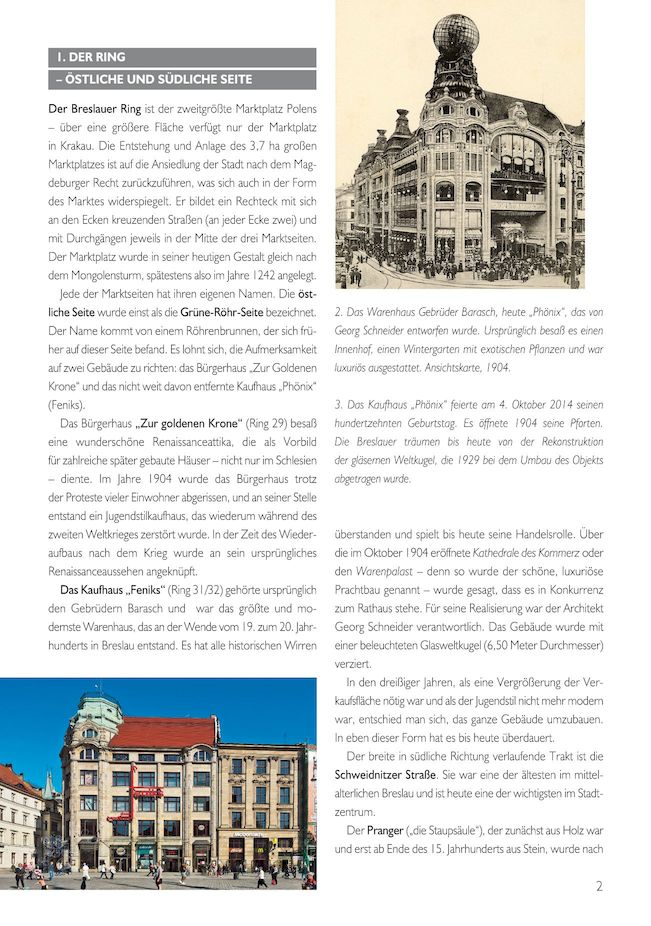 1. DER RING
– ÖSTLICHE UND SÜDLICHE SEITE
Der Breslauer Ring ist der zweitgrößte Marktplatz Polens
– über eine größere Fläche verfügt nur der Marktplatz
in Krakau. Die Entstehung und Anlage des 3,7 ha großen
Marktplatzes ist auf die Ansiedlung der Stadt nach dem Mag-
deburger Recht zurückzuführen, was sich auch in der Form
des Marktes widerspiegelt. Er bildet ein Rechteck mit sich
an den Ecken kreuzenden Straßen (an jeder Ecke zwei) und
mit Durchgängen jeweils in der Mitte der drei Marktseiten.
Der Marktplatz wurde in seiner heutigen Gestalt gleich nach
dem Mongolensturm, spätestens also im Jahre 1242 angelegt.
Jede der Marktseiten hat ihren eigenen Namen. Die öst-
liche Seite wurde einst als die Grüne-Röhr-Seite bezeichnet.
Der Name kommt von einem Röhrenbrunnen, der sich frü-
her auf dieser Seite befand. Es lohnt sich, die Aufmerksamkeit
auf zwei Gebäude zu richten: das Bürgerhaus „Zur Goldenen
Krone“ und das nicht weit davon entfernte Kaufhaus „Phönix“
(Feniks).
Das Bürgerhaus „Zur goldenen Krone“ (Ring 29) besaß
eine wunderschöne Renaissanceattika, die als Vorbild
für zahlreiche später gebaute Häuser – nicht nur im Schlesien
– diente. Im Jahre 1904 wurde das Bürgerhaus trotz
der Proteste vieler Einwohner abgerissen, und an seiner Stelle
entstand ein Jugendstilkaufhaus, das wiederum während des
zweiten Weltkrieges zerstört wurde. In der Zeit des Wieder-
aufbaus nach dem Krieg wurde an sein ursprüngliches
Renaissanceaussehen angeknüpft.
Das Kaufhaus „Feniks“ (Ring 31/32) gehörte ursprünglich
den Gebrüdern Barasch und war das größte und mo-
dernste Warenhaus, das an der Wende vom 19. zum 20. Jahr-
hunderts in Breslau entstand. Es hat alle historischen Wirren
2. Das Warenhaus Gebrüder Barasch, heute „Phönix“, das von
Georg Schneider entworfen wurde. Ursprünglich besaß es einen
Innenhof, einen Wintergarten mit exotischen Pflanzen und war
luxuriös ausgestattet. Ansichtskarte, 1904.
3. Das Kaufhaus „Phönix“ feierte am 4. Oktober 2014 seinen
hundertzehnten Geburtstag. Es öffnete 1904 seine Pforten.
Die Breslauer träumen bis heute von der Rekonstruktion
der gläsernen Weltkugel, die 1929 bei dem Umbau des Objekts
abgetragen wurde.
überstanden und spielt bis heute seine Handelsrolle. Über
die im Oktober 1904 eröffnete Kathedrale des Kommerz oder
den Warenpalast – denn so wurde der schöne, luxuriöse
Prachtbau genannt – wurde gesagt, dass es in Konkurrenz
zum Rathaus stehe. Für seine Realisierung war der Architekt
Georg Schneider verantwortlich. Das Gebäude wurde mit
einer beleuchteten Glasweltkugel (6,50 Meter Durchmesser)
verziert.
In den dreißiger Jahren, als eine Vergrößerung der Ver-
kaufsfläche nötig war und als der Jugendstil nicht mehr modern
war, entschied man sich, das ganze Gebäude umzubauen.
In eben dieser Form hat es bis heute überdauert.
Der breite in südliche Richtung verlaufende Trakt ist die
Schweidnitzer Straße. Sie war eine der ältesten im mittel-
alterlichen Breslau und ist heute eine der wichtigsten im Stadt-
zentrum.
Der Pranger („die Staupsäule“), der zunächst aus Holz war
und erst ab Ende des 15. Jahrhunderts aus Stein, wurde nach
2